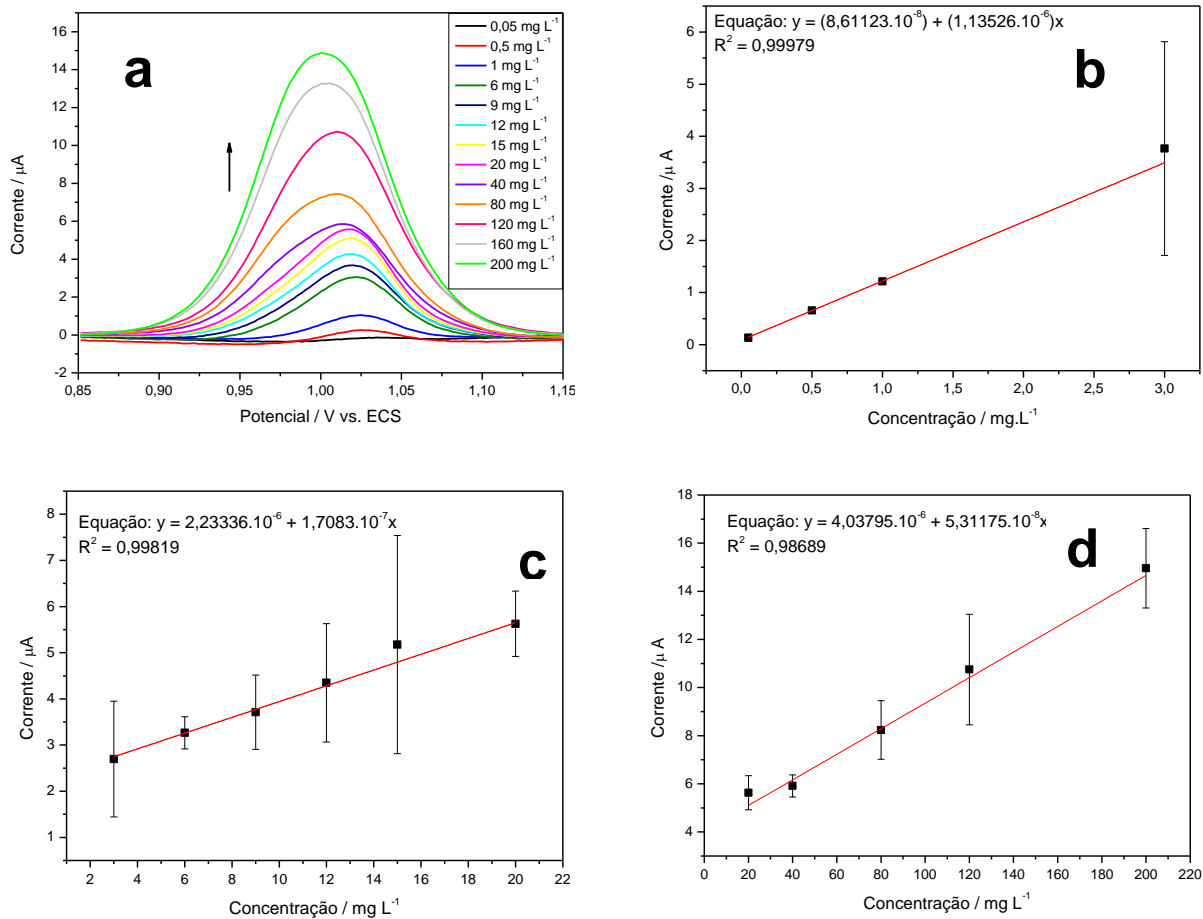 a
16
14
12
10
8
6
4
2
0
-2
0,85 0,90 0,95 1,00 1,05 1,10 1,15
Corrente / µA
Potencial / V vs. ECS
0,05 mg L⁻¹
0,5 mg L⁻¹
1 mg L⁻¹
6 mg L⁻¹
9 mg L⁻¹
12 mg L⁻¹
15 mg L⁻¹
20 mg L⁻¹
40 mg L⁻¹
80 mg L⁻¹
120 mg L⁻¹
160 mg L⁻¹
200 mg L⁻¹
b
Equação: y = (8,61123.10⁻⁸) + (1,13526.10⁻⁶)x
R² = 0,99979
6
5
4
3
2
1
0
0,0 0,5 1,0 1,5 2,0 2,5 3,0
Corrente /µ A
Concentração / mg.L⁻¹
c
Equação: y = 2,23336.10⁻⁶ + 1,7083.10⁻⁷x
R² = 0,99819
8
7
6
5
4
3
2
1
2 4 6 8 10 12 14 16 18 20 22
Corrente / µA
Concentração / mg L⁻¹
d
Equação: y = 4,03795.10⁻⁶ + 5,31175.10⁻⁸x
R² = 0,98689
18
16
14
12
10
8
6
4
0 20 40 60 80 100 120 140 160 180 200 220
Corrente /µ A
Concentração / mg L⁻¹